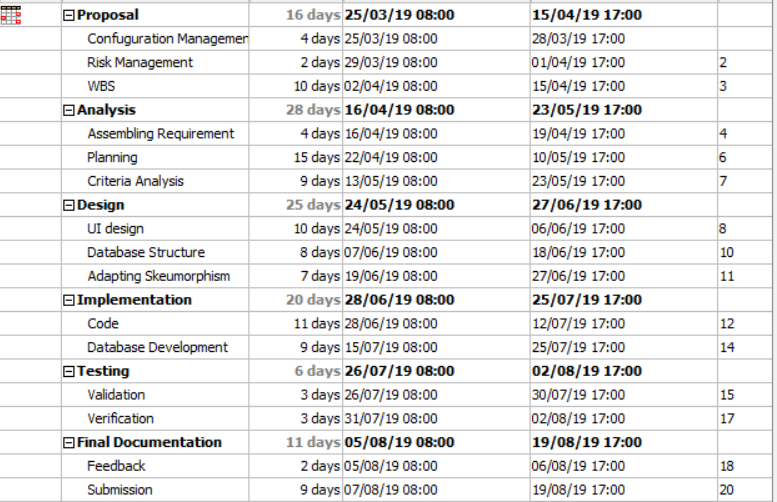 Proposal 16 days 25/03/19 08:00 15/04/19 17:00
Confuguration Managemen 4 days 25/03/19 08:00 28/03/19 17:00
Risk Management 2 days 29/03/19 08:00 01/04/19 17:00 2
WBS 10 days 02/04/19 08:00 15/04/19 17:00 3
Analysis 28 days 16/04/19 08:00 23/05/19 17:00
Assembling Requirement 4 days 16/04/19 08:00 19/04/19 17:00 4
Planning 15 days 22/04/19 08:00 10/05/19 17:00 6
Criteria Analysis 9 days 13/05/19 08:00 23/05/19 17:00 7
Design 25 days 24/05/19 08:00 27/06/19 17:00
UI design 10 days 24/05/19 08:00 06/06/19 17:00 8
Database Structure 8 days 07/06/19 08:00 18/06/19 17:00 10
Adapting Skeumorphism 7 days 19/06/19 08:00 27/06/19 17:00 11
Implementation 20 days 28/06/19 08:00 25/07/19 17:00
Code 11 days 28/06/19 08:00 12/07/19 17:00 12
Database Development 9 days 15/07/19 08:00 25/07/19 17:00 14
Testing 6 days 26/07/19 08:00 02/08/19 17:00
Validation 3 days 26/07/19 08:00 30/07/19 17:00 15
Verification 3 days 31/07/19 08:00 02/08/19 17:00 17
Final Documentation 11 days 05/08/19 08:00 19/08/19 17:00
Feedback 2 days 05/08/19 08:00 06/08/19 17:00 18
Submission 9 days 07/08/19 08:00 19/08/19 17:00 20